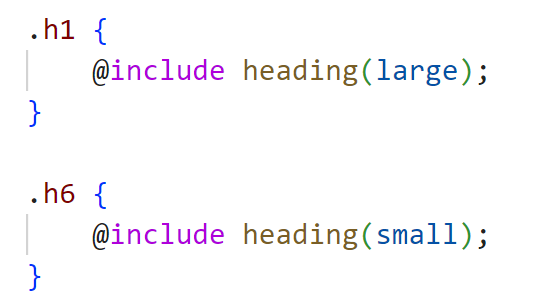 .h1 {
    @include heading(large);
}

.h6 {
    @include heading(small);
}